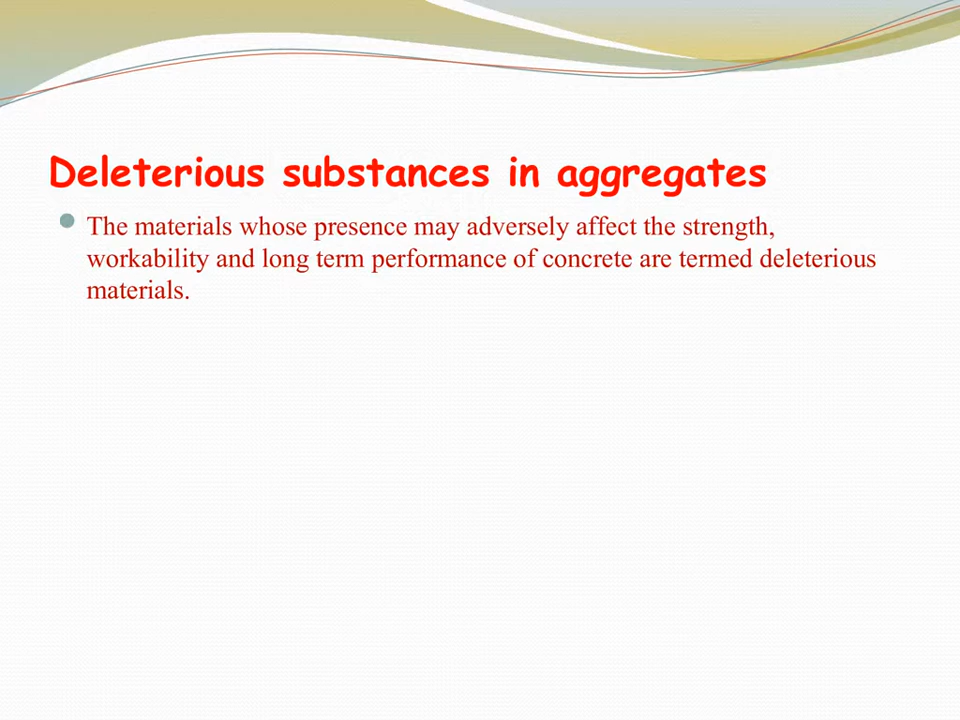 Deleterious substances in aggregates
The materials whose presence may adversely affect the strength,
workability and long term performance of concrete are termed deleterious
materials.